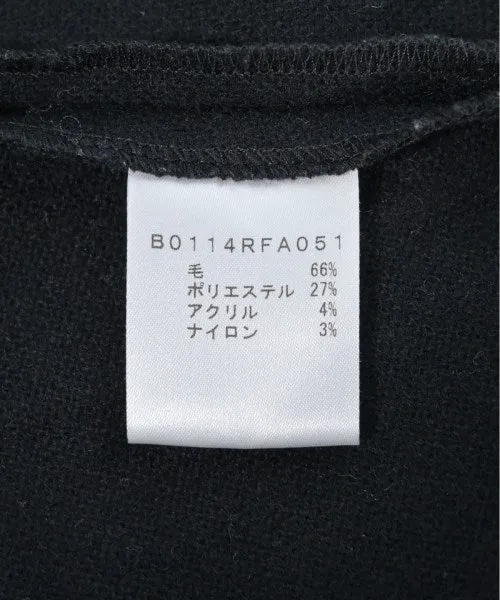 B0114RFA051
毛 66%
ポリエステル 27%
アクリル 4%
ナイロン 3%